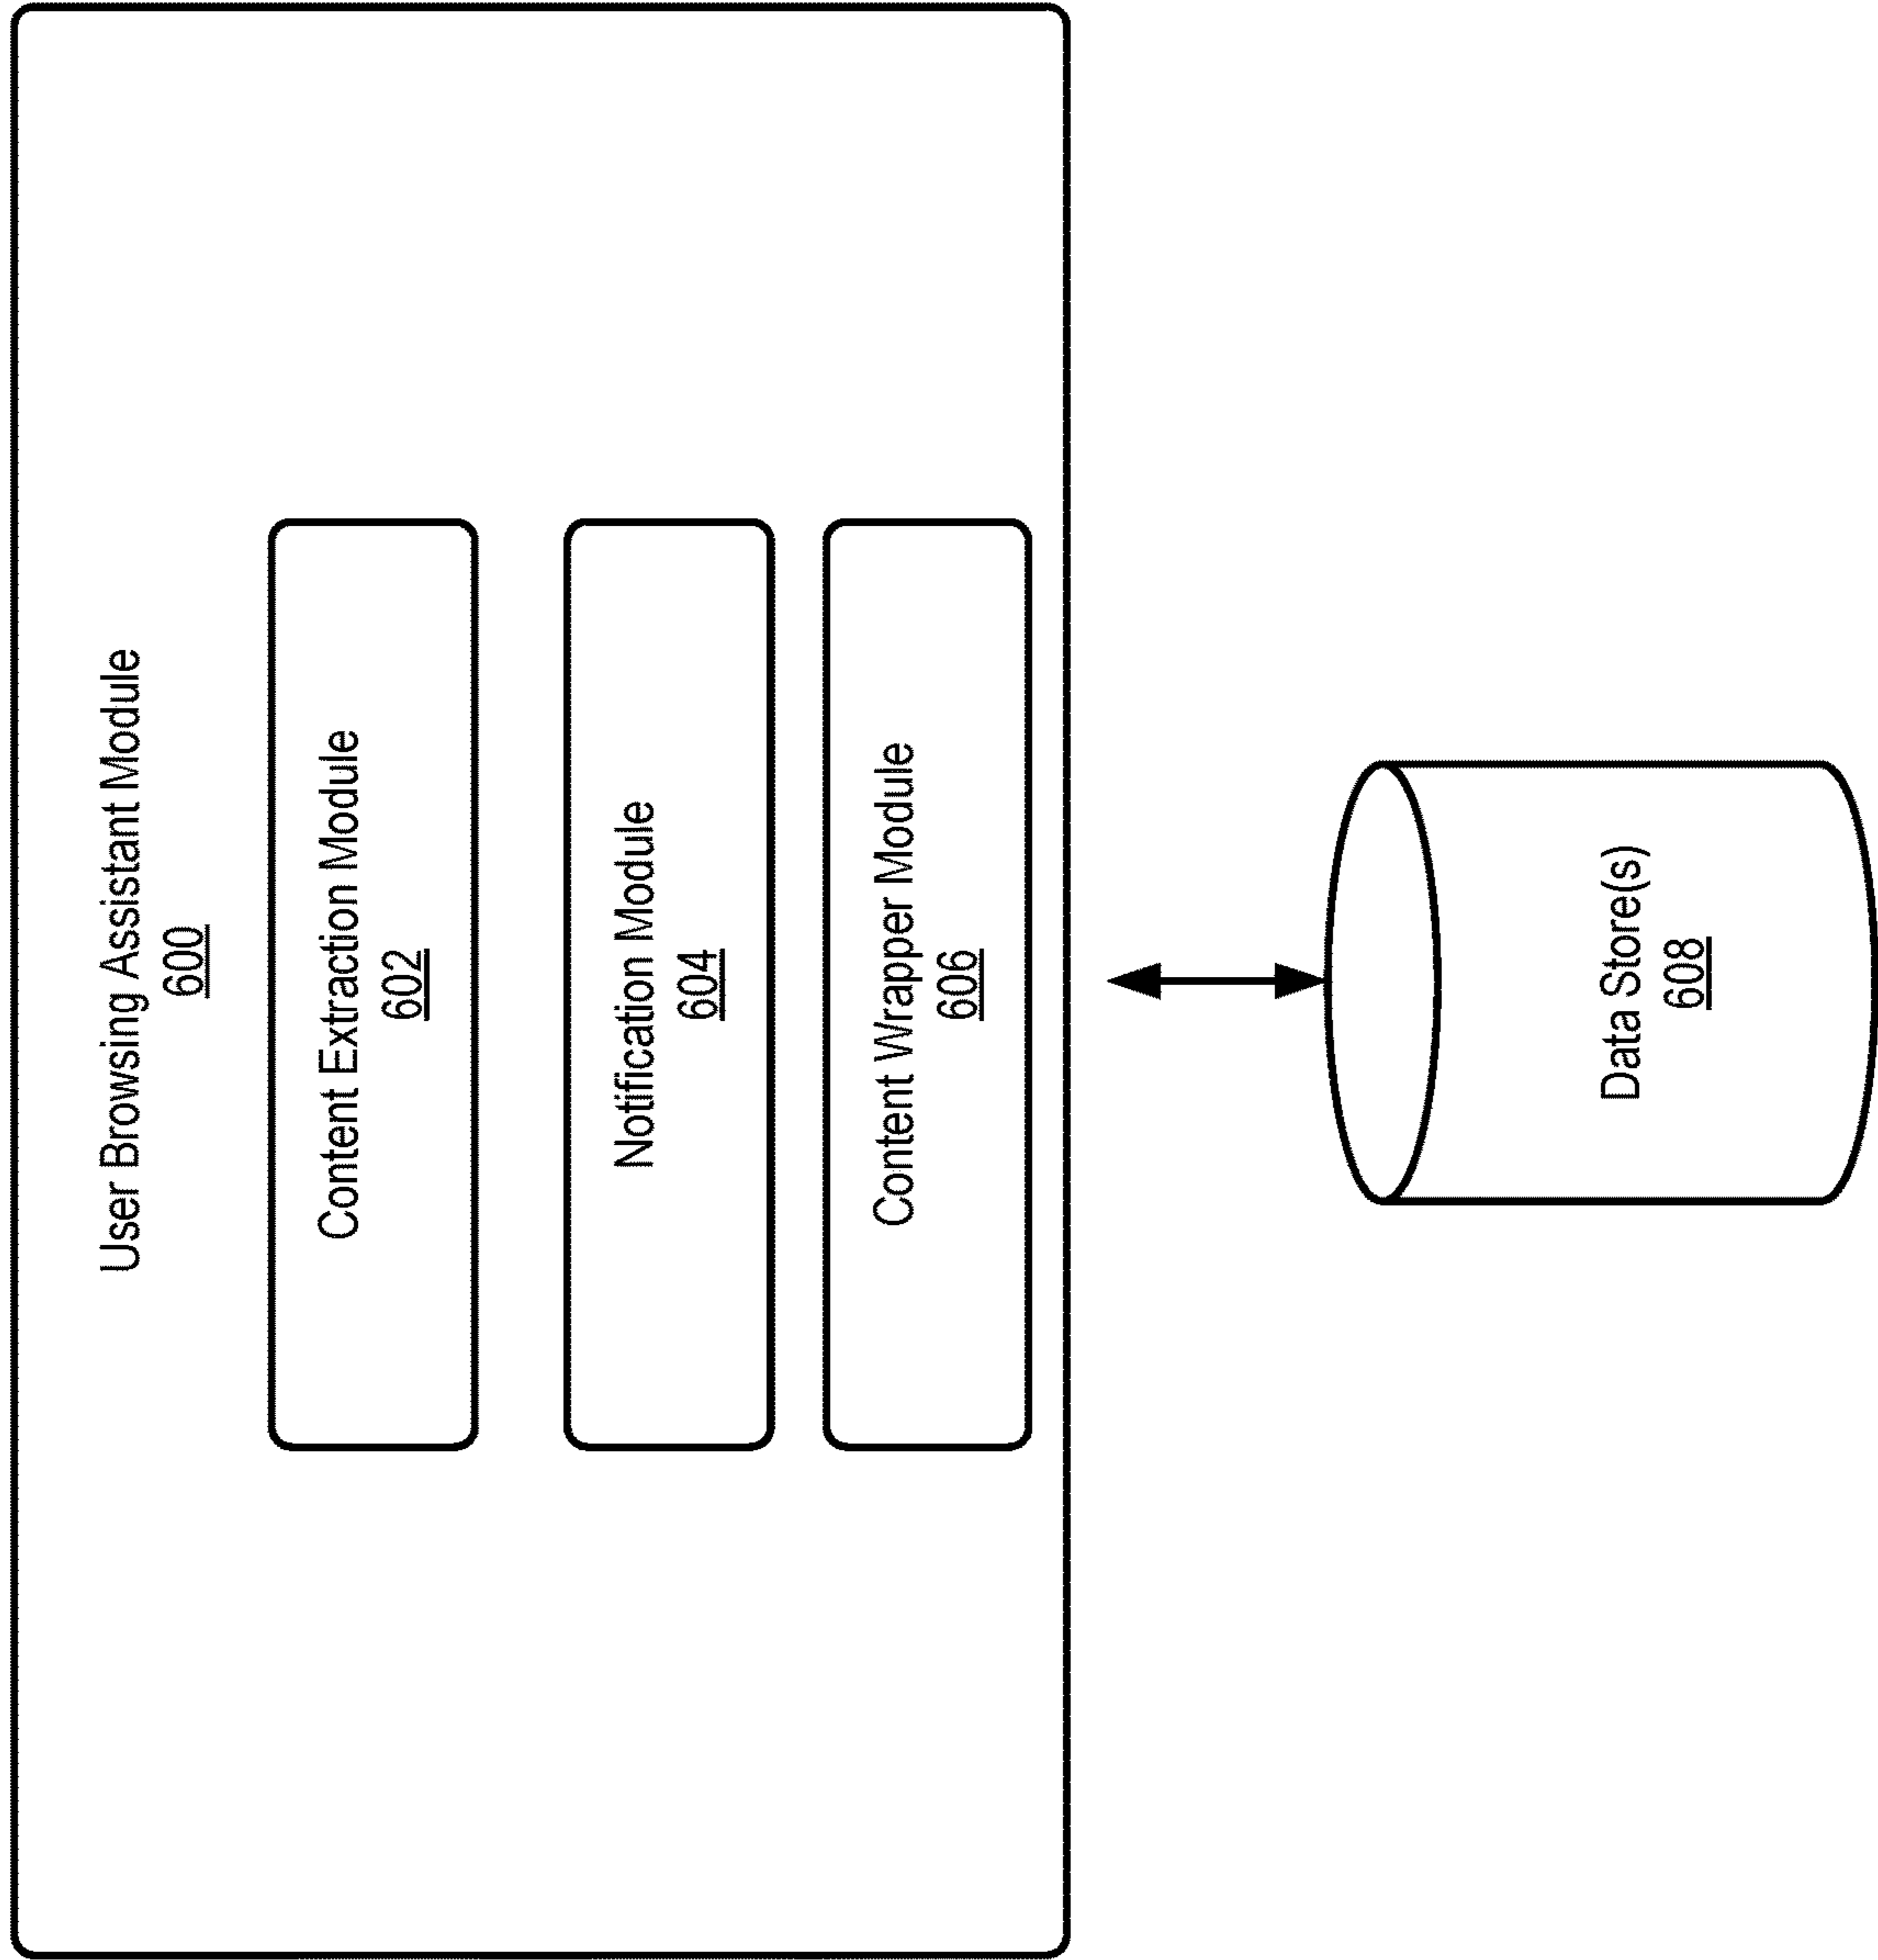 User Browsing Assistant Module
600
Content Extraction Module
602
Notification Module
604
Content Wrapper Module
606
Data Store(s)
608